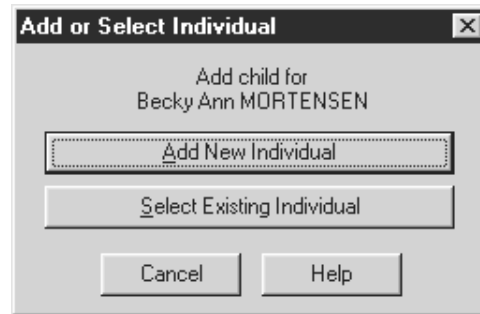 Add or Select Individual
Add child for
Becky Ann MORTENSEN
Add New Individual
Select Existing Individual
Cancel Help